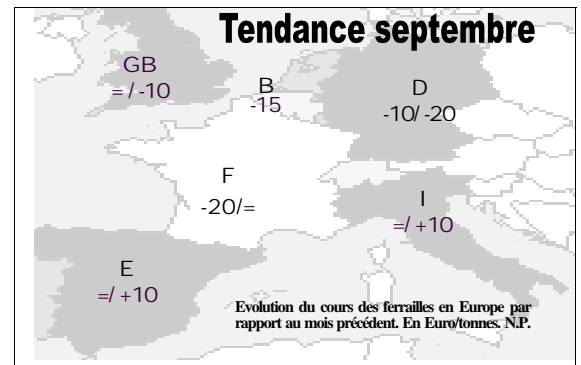 Tendance septembre
GB
=/-10
B
-15
D
-10/-20
F
-20/=
I
=/+10
E
=/+10
Evolution du cours des ferrailles en Europe par
rapport au mois précédent. En Euro/tonnes. N.P.